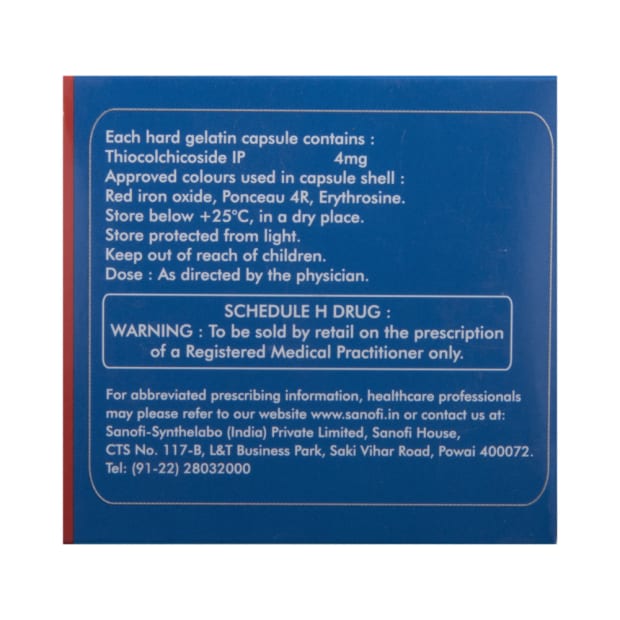 Each hard gelatin capsule contains :
Thiocolchicoside IP 4mg
Approved colours used in capsule shell :
Red iron oxide, Ponceau 4R, Erythrosine.
Store below +25°C, in a dry place.
Store protected from light.
Keep out of reach of children.
Dose : As directed by the physician.
SCHEDULE H DRUG :
WARNING : To be sold by retail on the prescription
of a Registered Medical Practitioner only.
For abbreviated prescribing information, healthcare professionals
may please refer to our website www.sanofi.in or contact us at:
Sanofi-Synthelabo (India) Private Limited, Sanofi House,
CTS No. 117-B, L&T Business Park, Saki Vihar Road, Powai 400072.
Tel: (91-22) 28032000